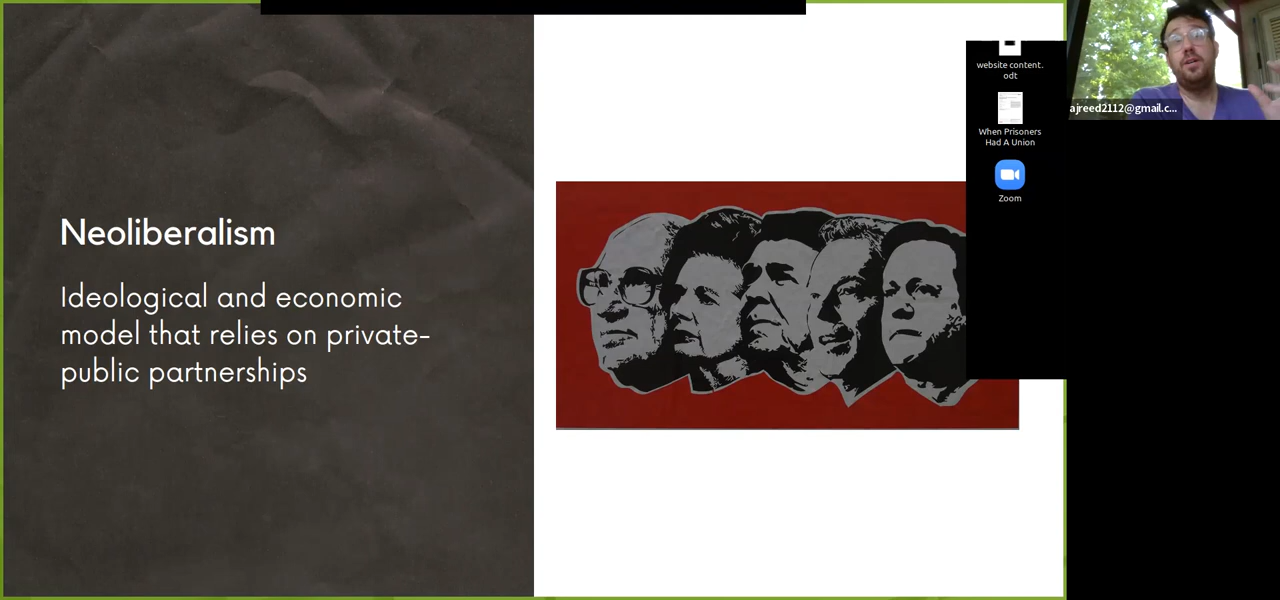 Neoliberalism
Ideological and economic
model that relies on private-
public partnerships
website content.
odt
When Prisoners
Had A Union
Zoom
ajreed2112@gmail.c...